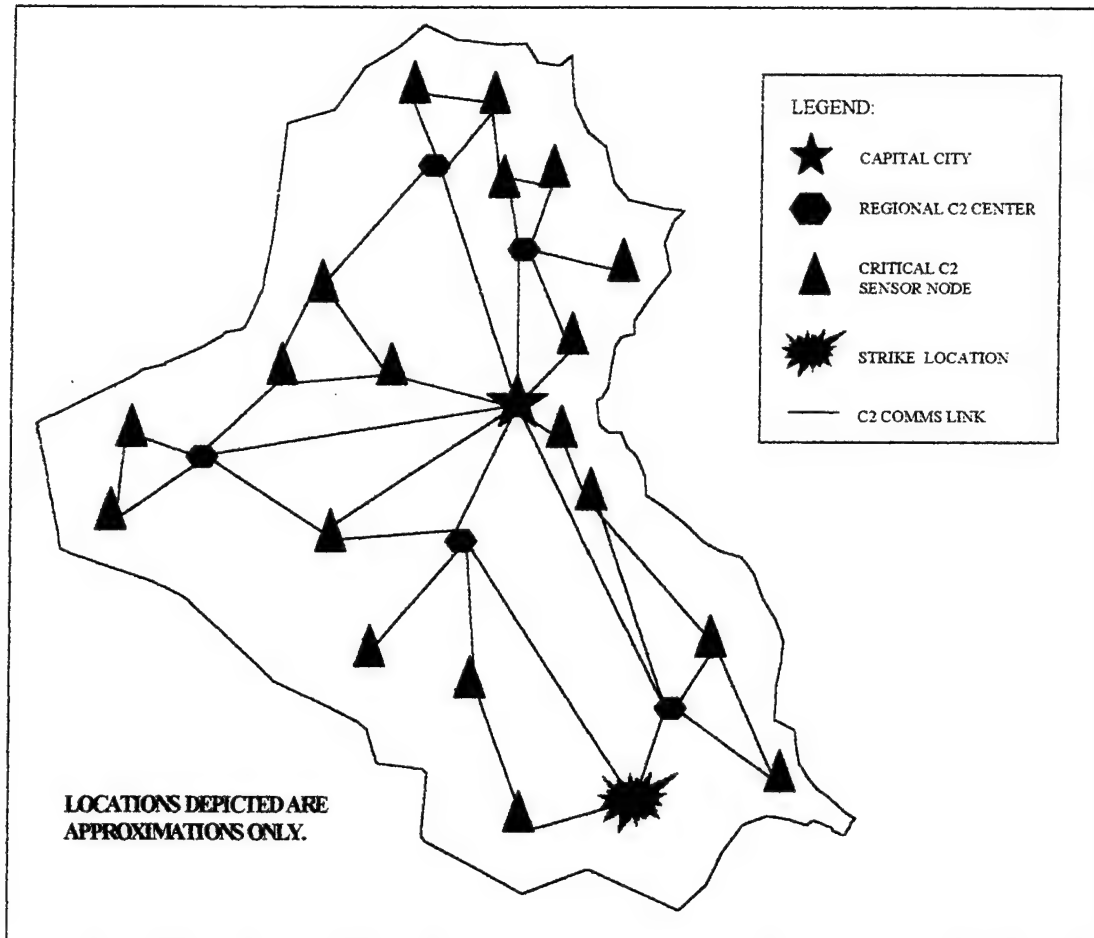 LEGEND:
CAPITAL CITY
REGIONAL C2 CENTER
CRITICAL C2
SENSOR NODE
STRIKE LOCATION
C2 COMMS LINK
LOCATIONS DEPICTED ARE
APPROXIMATIONS ONLY.